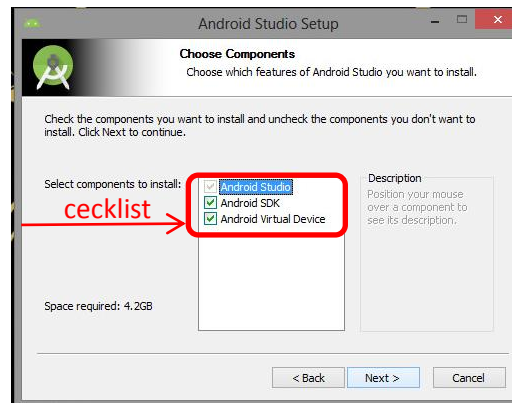 Android Studio Setup
Choose Components
Choose which features of Android Studio you want to install.
Check the components you want to install and uncheck the components you don't want to
install. Click Next to continue.
Select components to install:
Android Studio
Android SDK
Android Virtual Device
cecklist
Description
Position your mouse
over a component to
see its description.
Space required: 4.2GB
< Back
Next >
Cancel